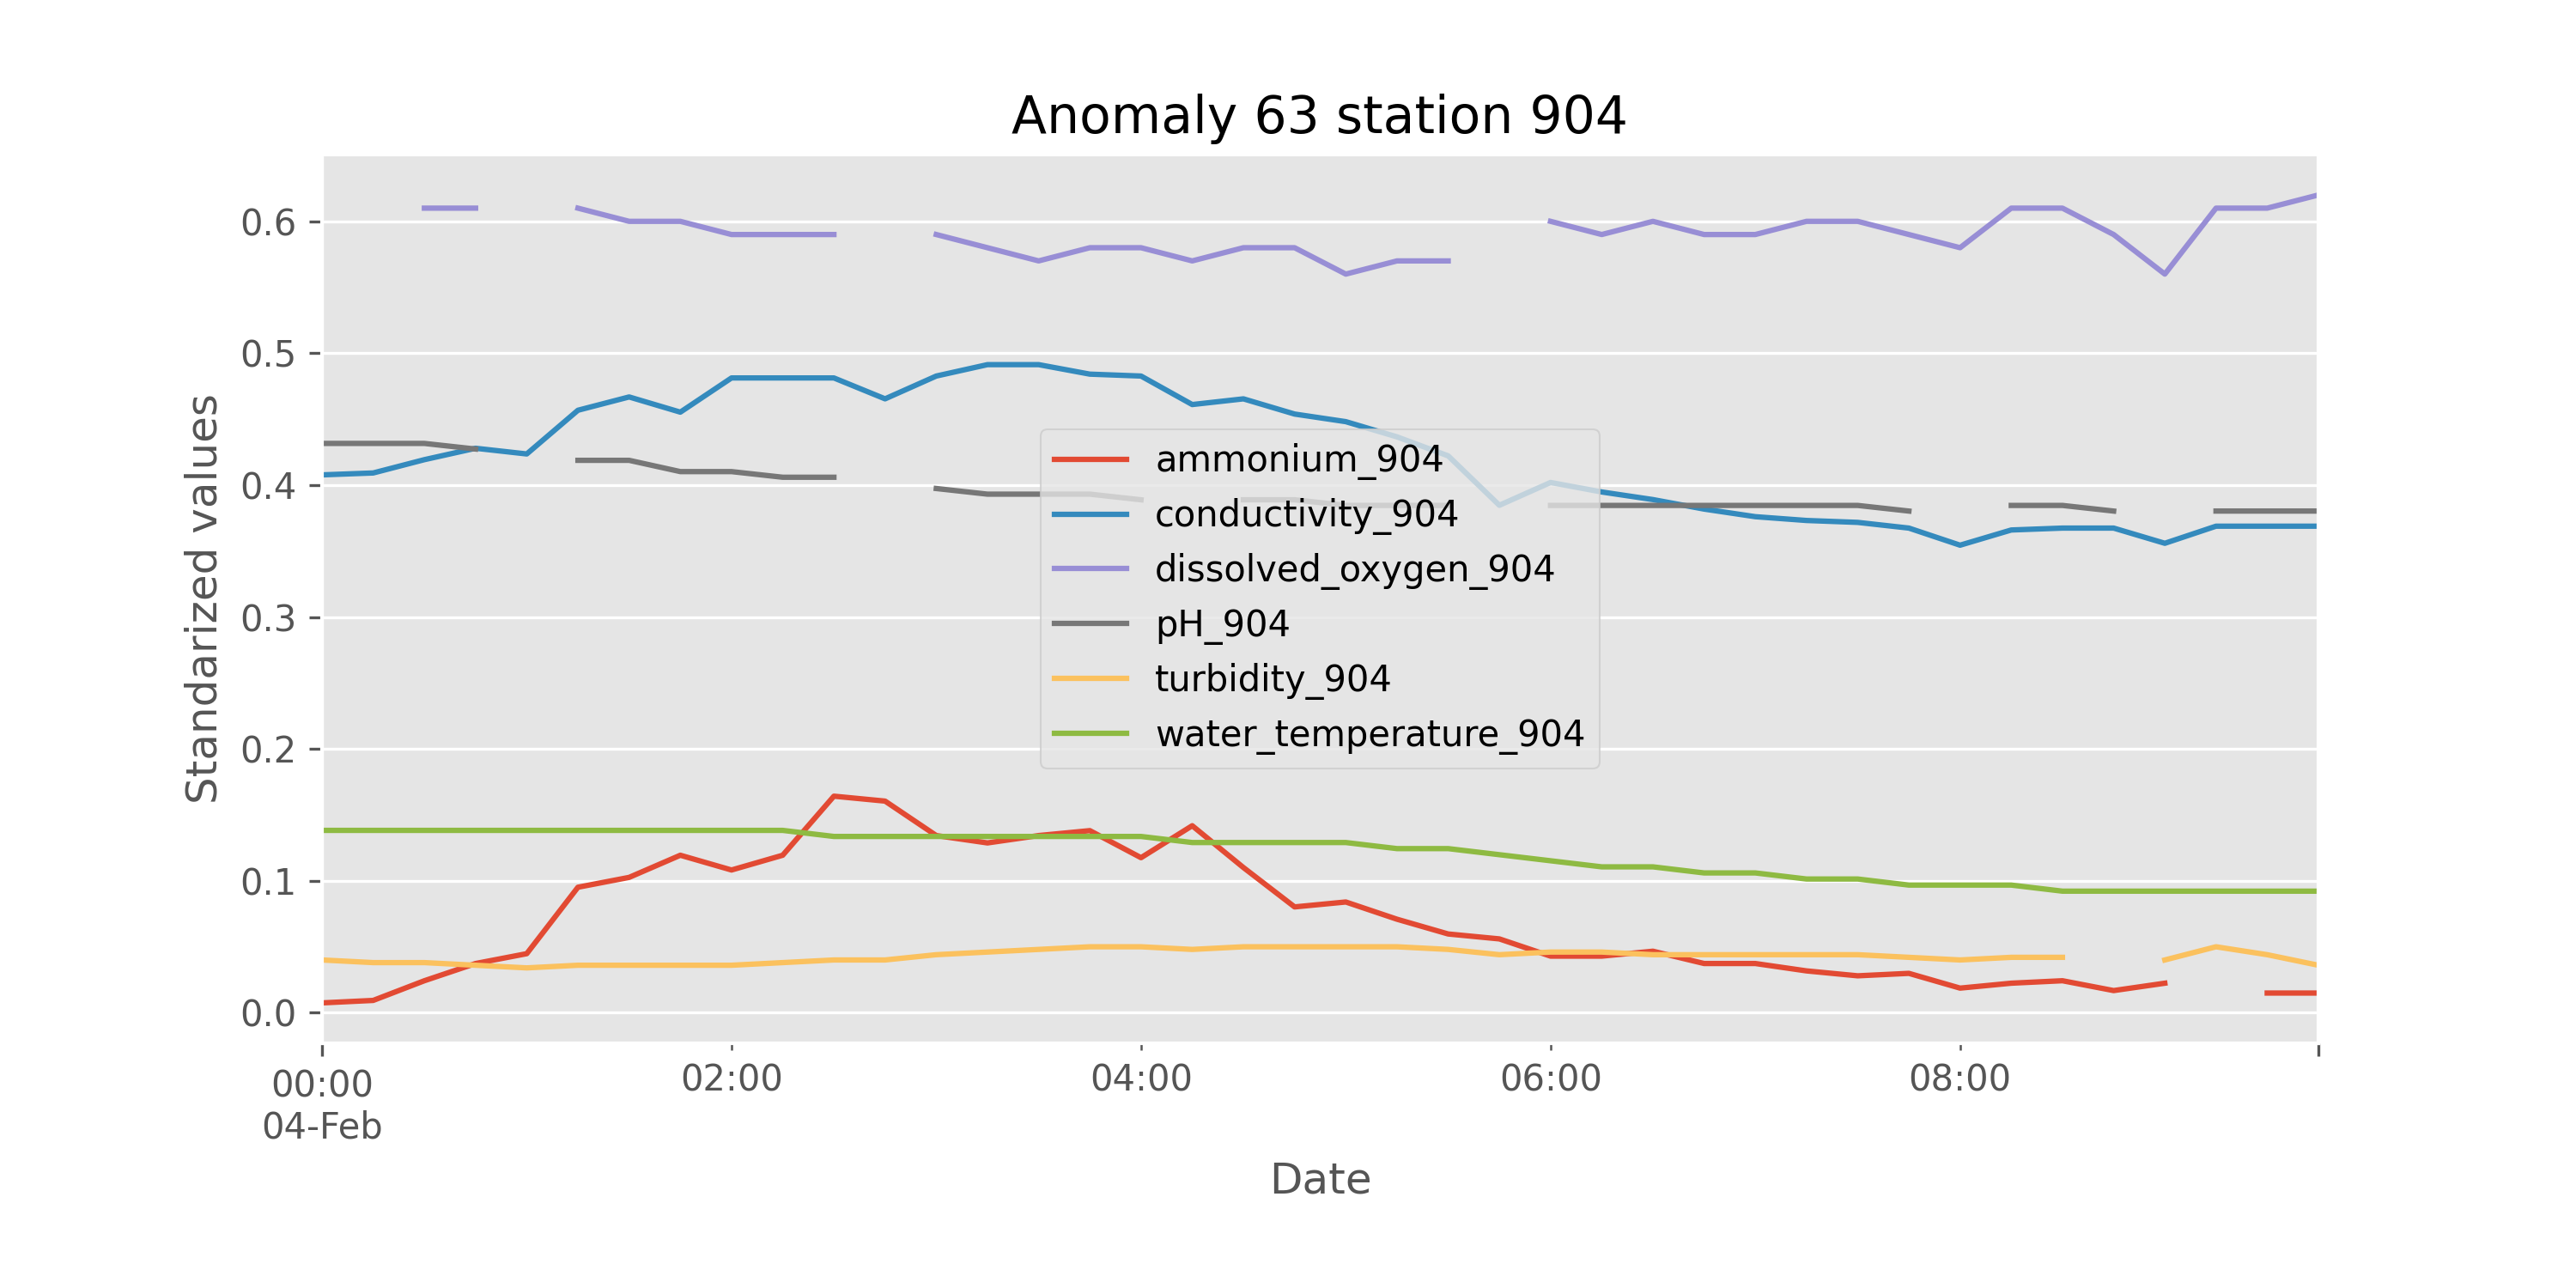 Anomaly 63 station 904
Standarized values
0.6
0.5
0.4
0.3
0.2
0.1
0.0
ammonium_904
conductivity_904
dissolved_oxygen_904
pH_904
turbidity_904
water_temperature_904
00:00
04-Feb
02:00
04:00
06:00
08:00
Date